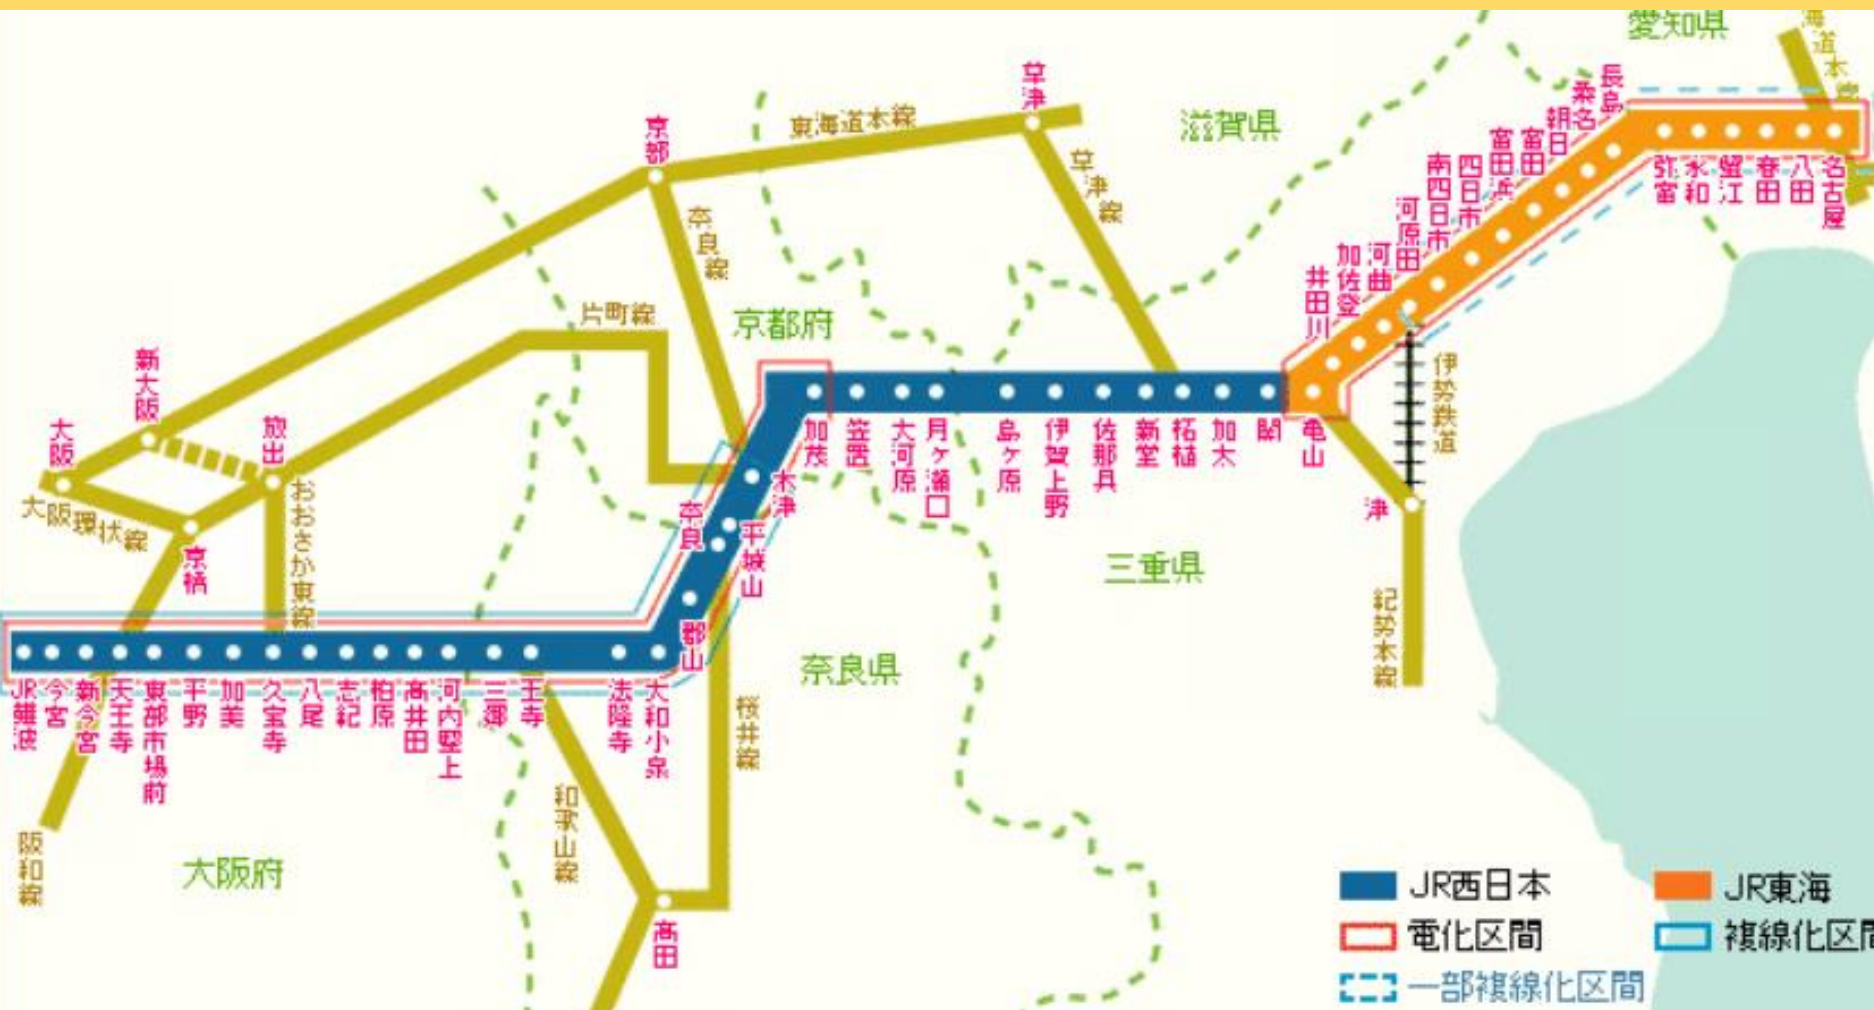 愛知県
海道本線
長島
桑名
朝日
富田
富田浜
四日市
南四日市
河原田
河曲
加佐登
井田川
弥富
永和
蟹江
春田
八田
名古屋
草津
東海道本線
滋賀県
草津線
京都
奈良線
京都府
片町線
新大阪
大阪
放出
大阪環状線
京橋
おおさか東線
加茂
笠置
大河原
月ヶ瀬口
島ヶ原
伊賀上野
佐那具
新堂
柘植
加太
関
亀山
伊勢鉄道
津
紀勢本線
三重県
木津
奈良
平城山
郡山
奈良県
桜井線
JR難波
今宮
新今宮
天王寺
東部市場前
平野
加美
久宝寺
八尾
志紀
柏原
高井田
河内堅上
三郷
王寺
法隆寺
大和小泉
和歌山線
高田
阪和線
大阪府
JR西日本
JR東海
電化区間
複線化区間
一部複線化区間